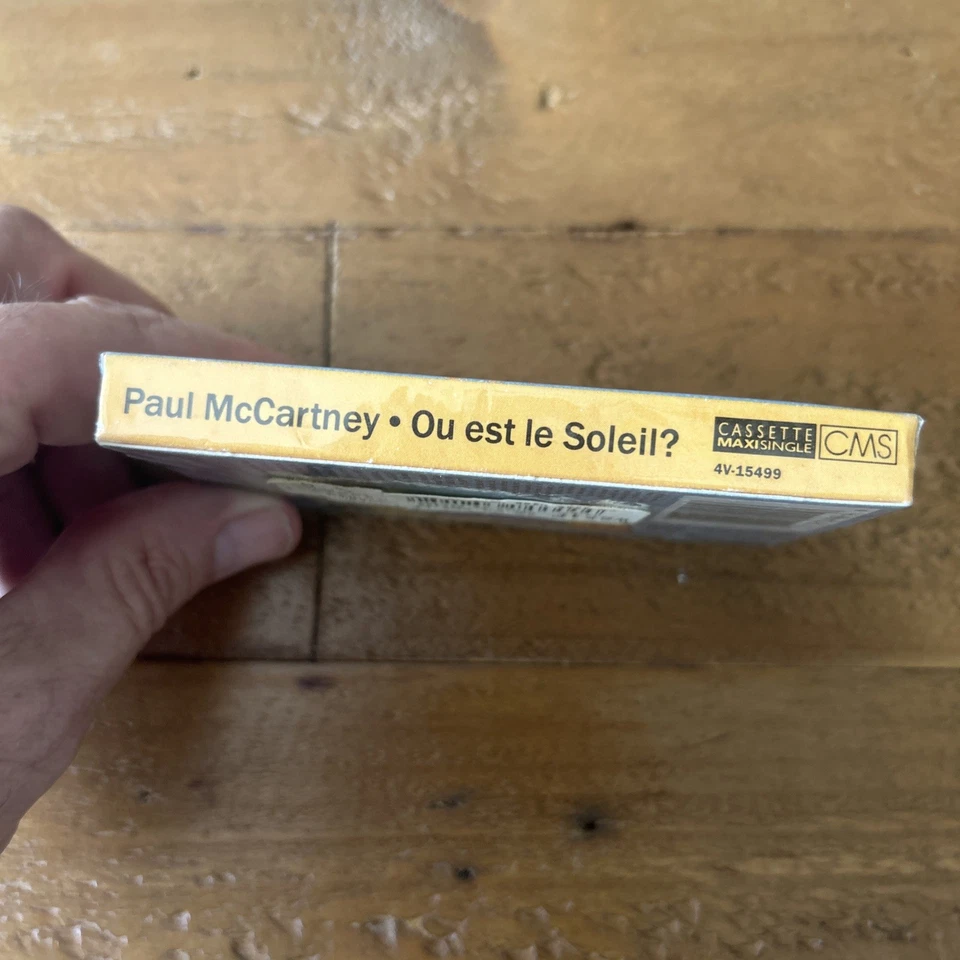 Paul McCartney • Ou est le Soleil?
CASSETTE
MAXISINGLE
CMS
4V-15499